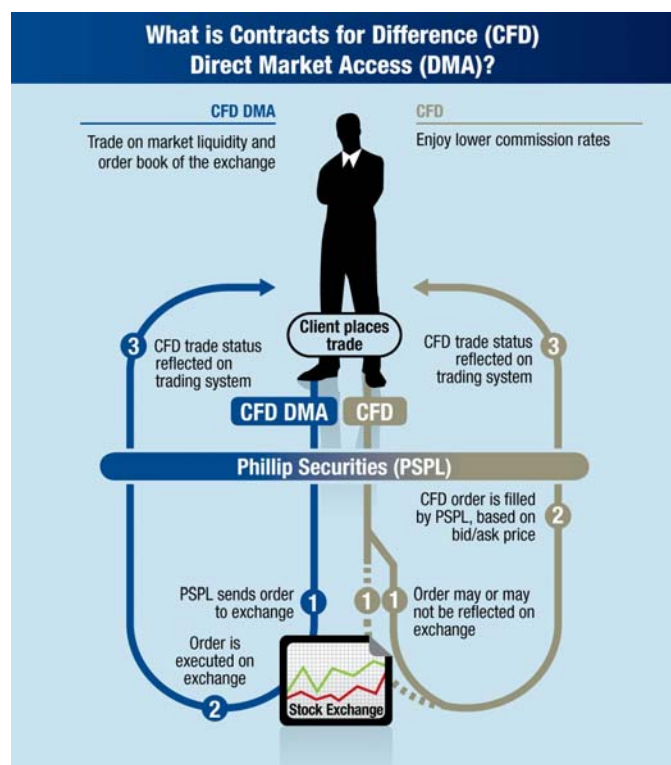 What is Contracts for Difference (CFD)
Direct Market Access (DMA)?
CFD DMA
Trade on market liquidity and
order book of the exchange
CFD
Enjoy lower commission rates
Client places
trade
3
CFD trade status
reflected on
trading system
CFD trade status
reflected on
trading system
3
CFD DMA
CFD
Phillip Securities (PSPL)
CFD order is filled
by PSPL, based on
bid/ask price
2
PSPL sends order
to exchange
1
1
1
Order may or may
not be reflected on
exchange
Order is
executed on
exchange
2
Stock Exchange